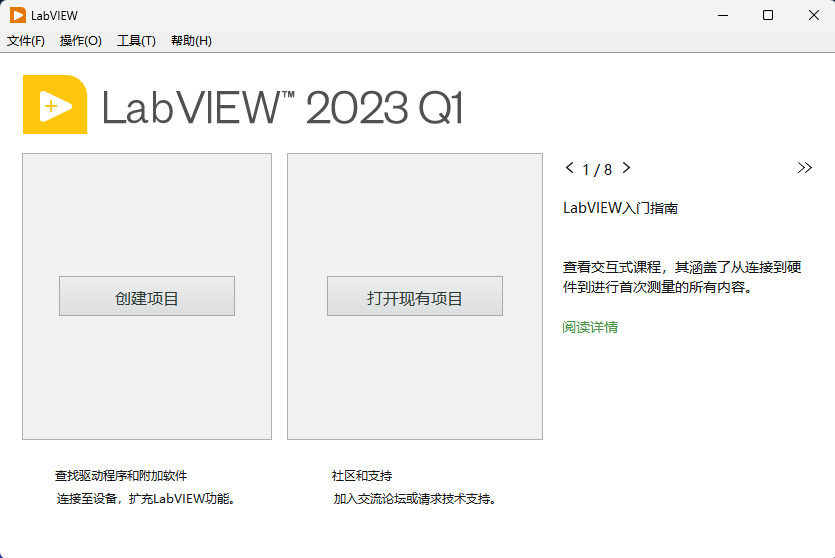 LabVIEW
文件(F) 操作(O) 工具(T) 帮助(H)
LabVIEW™ 2023 Q1
创建项目
打开现有项目
1 / 8
LabVIEW入门指南
查看交互式课程，其涵盖了从连接到硬
件到进行首次测量的所有内容。
阅读详情
查找驱动程序和附加软件
连接至设备，扩充LabVIEW功能。
社区和支持
加入交流论坛或请求技术支持。